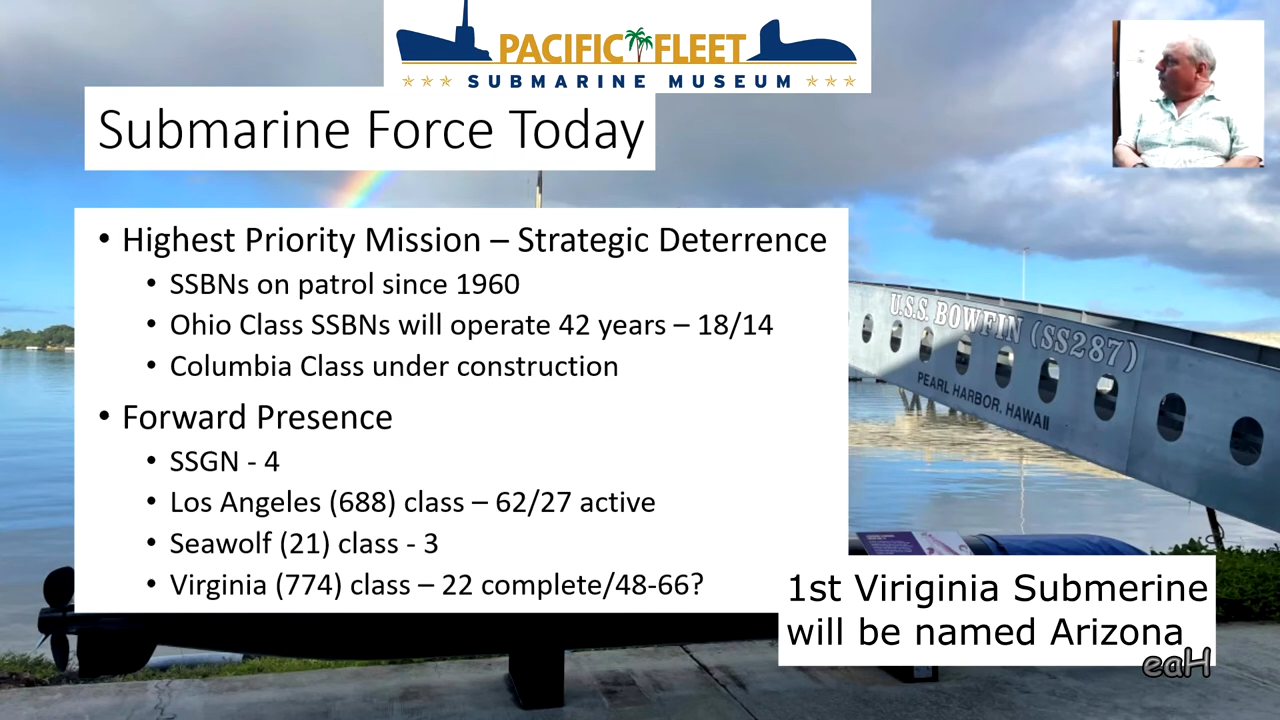 PACIFIC FLEET
SUBMARINE MUSEUM
Submarine Force Today
• Highest Priority Mission – Strategic Deterrence
• SSBNs on patrol since 1960
• Ohio Class SSBNs will operate 42 years – 18/14
• Columbia Class under construction
• Forward Presence
• SSGN - 4
• Los Angeles (688) class – 62/27 active
• Seawolf (21) class - 3
• Virginia (774) class – 22 complete/48-66?
U.S.S. BOWFIN (SS287)
PEARL HARBOR, HAWAII
1st Viriginia Submerine
will be named Arizona
eaH